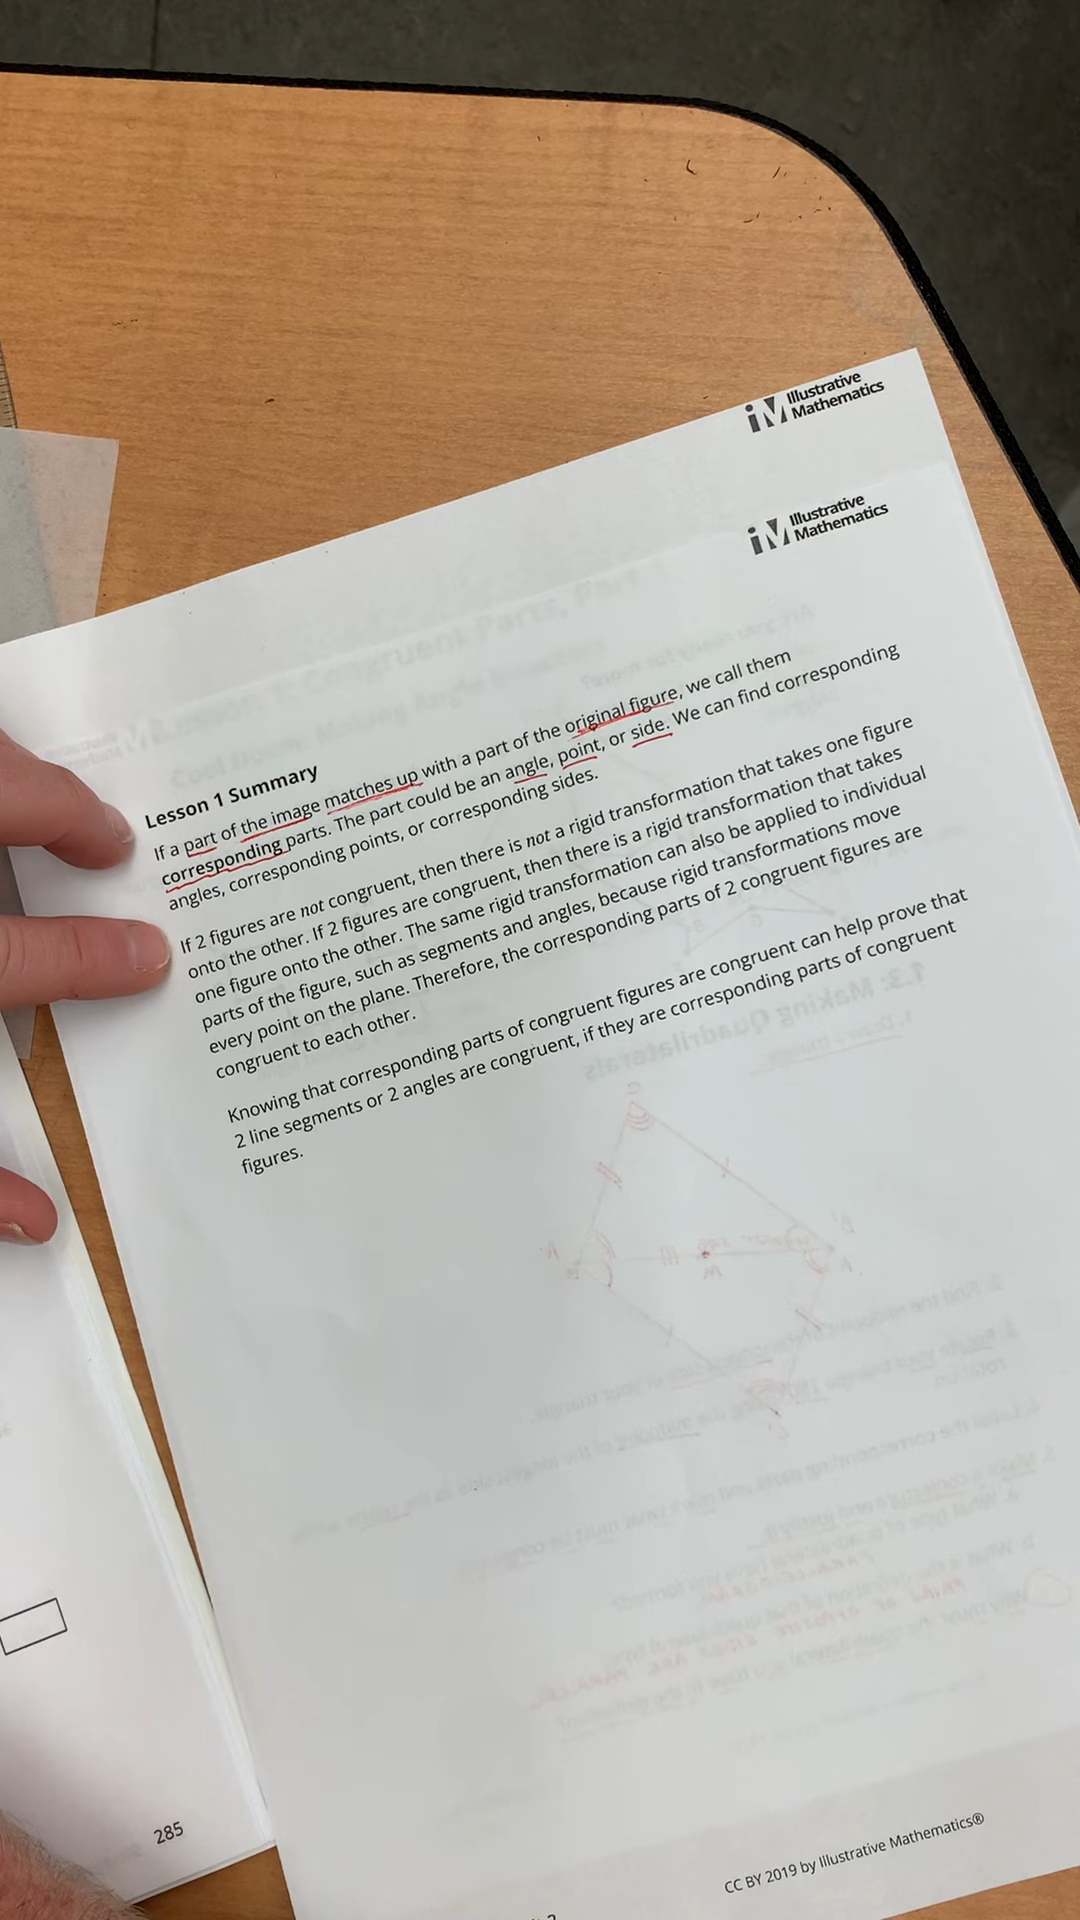 Illustrative
Mathematics
Illustrative
Mathematics
Lesson 1 Summary
If a part of the image matches up with a part of the original figure, we call them
corresponding parts. The part could be an angle, point, or side. We can find corresponding
angles, corresponding points, or corresponding sides.
If 2 figures are not congruent, then there is not a rigid transformation that takes one figure
onto the other. If 2 figures are congruent, then there is a rigid transformation that takes
one figure onto the other. The same rigid transformation can also be applied to individual
parts of the figure, such as segments and angles, because rigid transformations move
every point on the plane. Therefore, the corresponding parts of 2 congruent figures are
congruent to each other.
Knowing that corresponding parts of congruent figures are congruent can help prove that
2 line segments or 2 angles are congruent, if they are corresponding parts of congruent
figures.
285
CC BY 2019 by Illustrative Mathematics®